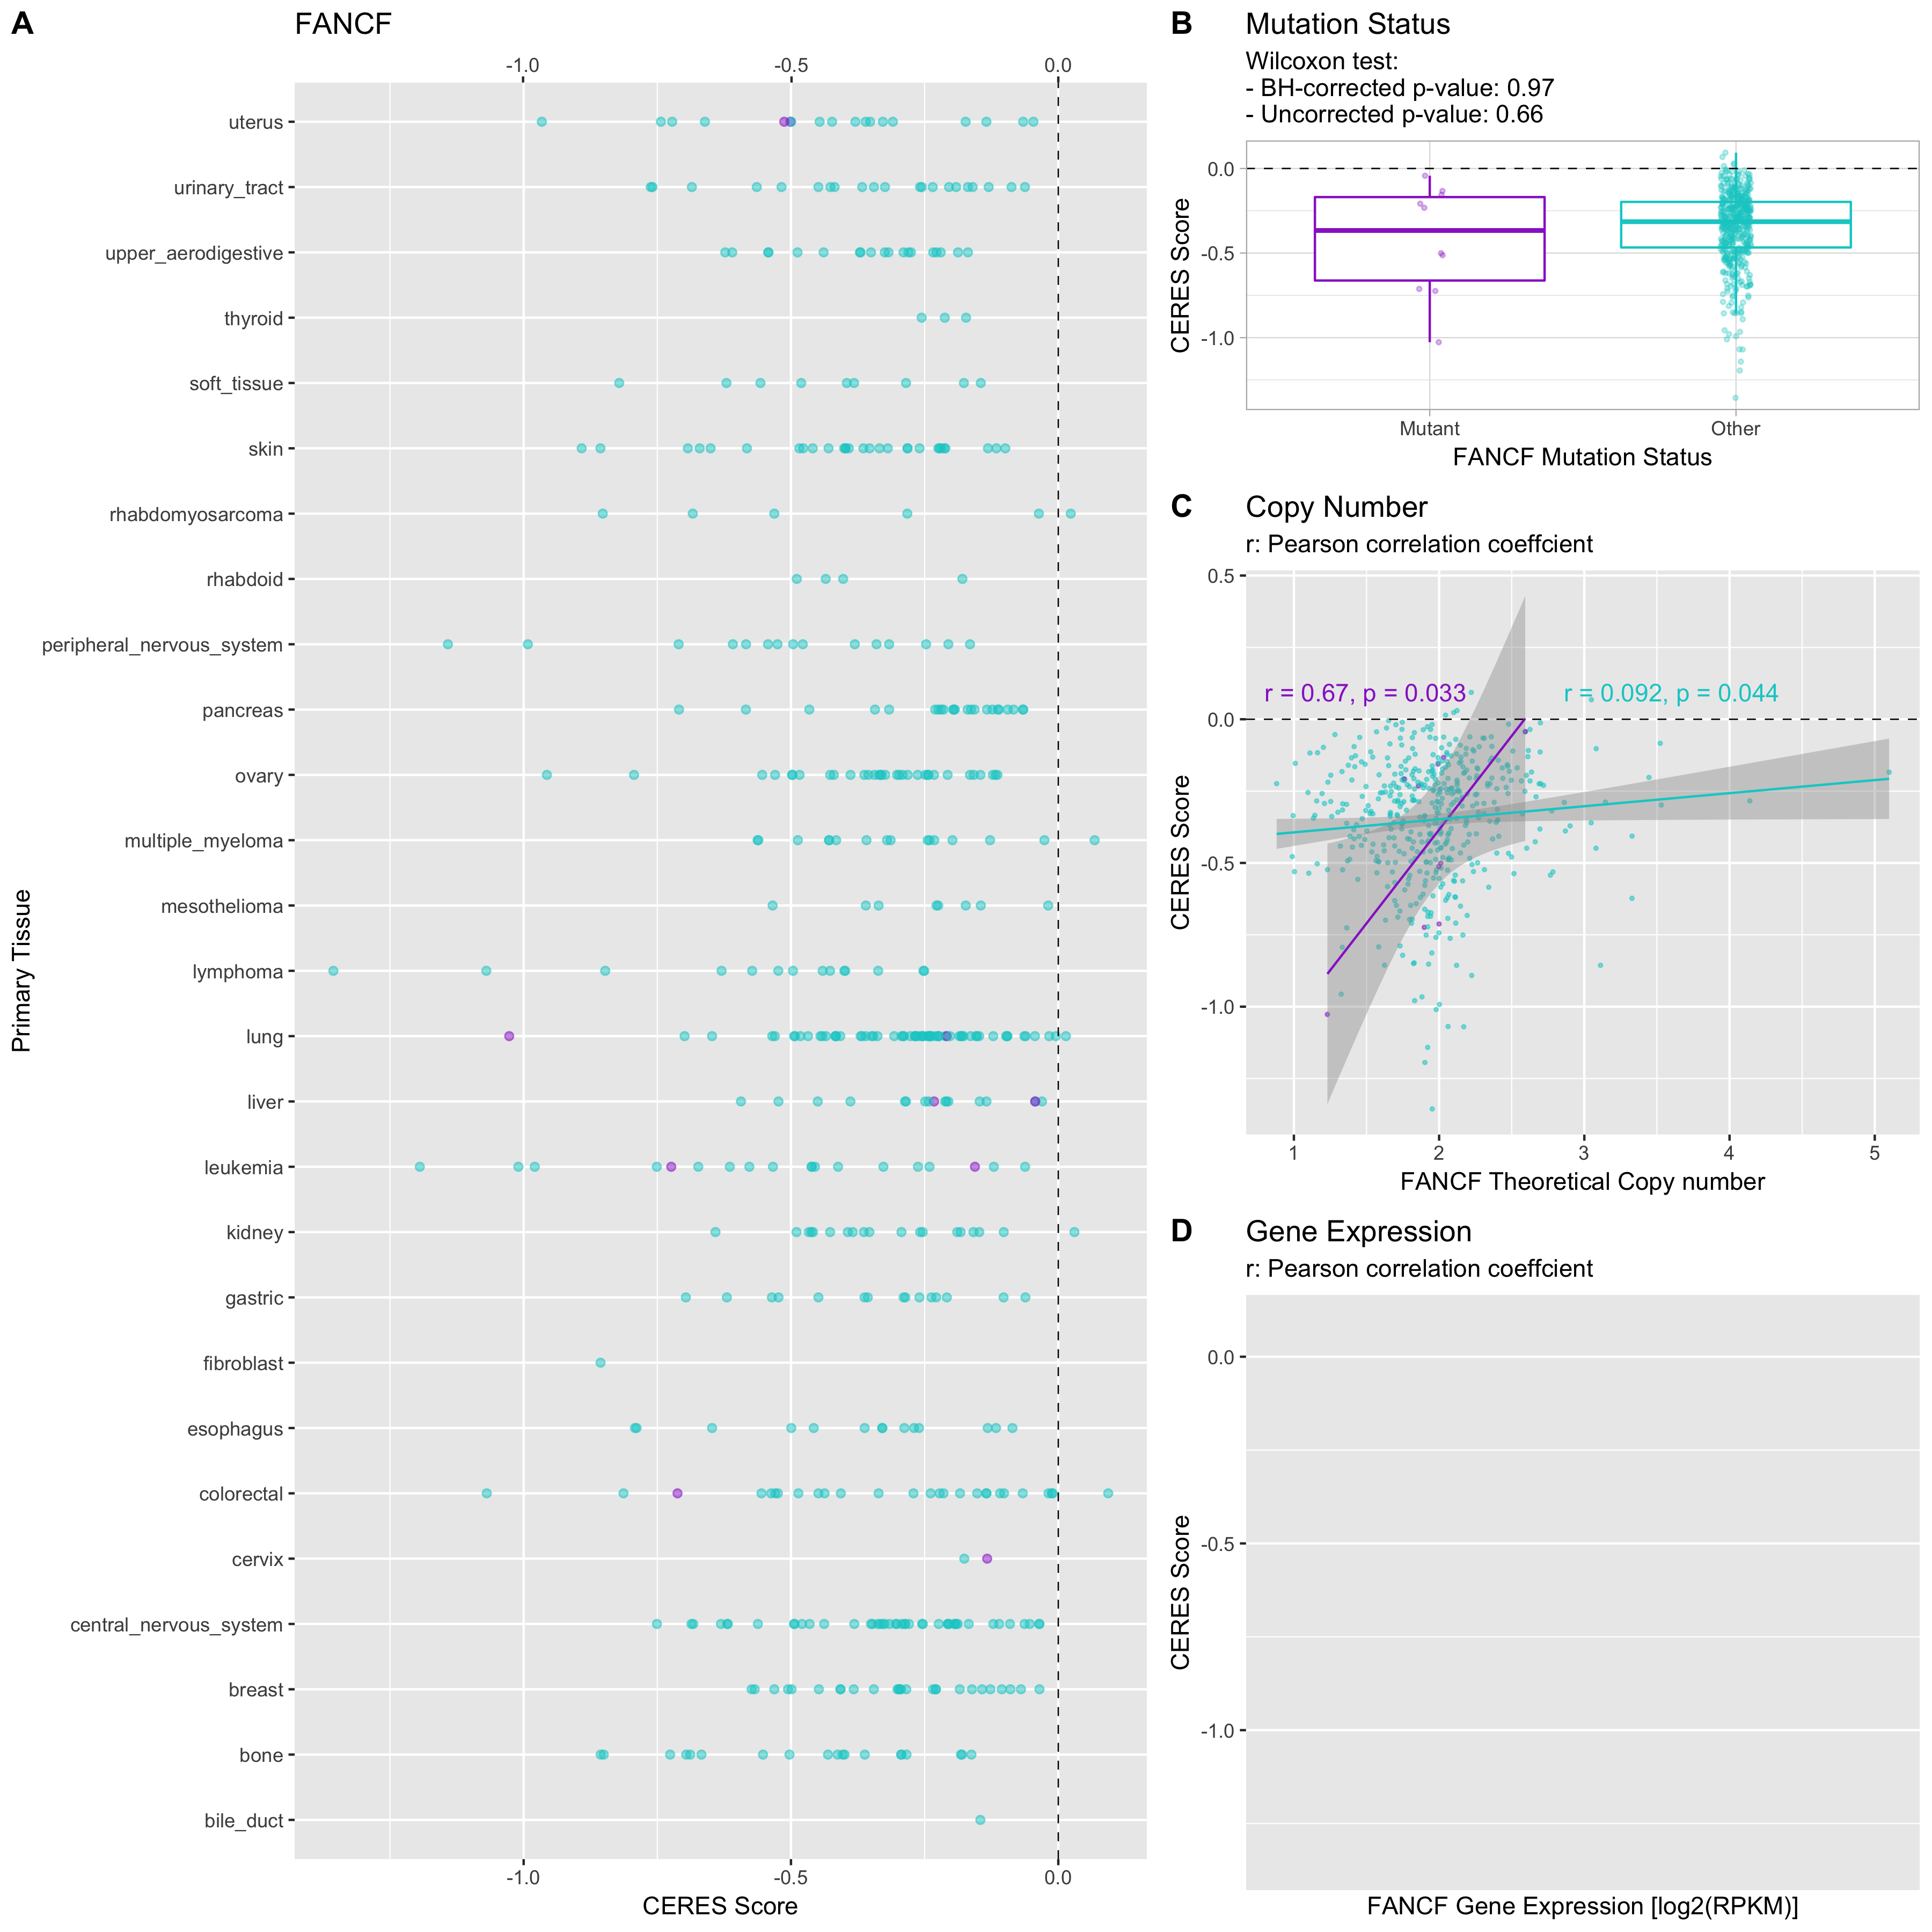 A
FANCF
-1.0 -0.5 0.0
Primary Tissue
uterus
urinary_tract
upper_aerodigestive
thyroid
soft_tissue
skin
rhabdomyosarcoma
rhabdoid
peripheral_nervous_system
pancreas
ovary
multiple_myeloma
mesothelioma
lymphoma
lung
liver
leukemia
kidney
gastric
fibroblast
esophagus
colorectal
cervix
central_nervous_system
breast
bone
bile_duct
-1.0 -0.5 0.0
CERES Score
B
Mutation Status
Wilcoxon test:
- BH-corrected p-value: 0.97
- Uncorrected p-value: 0.66
CERES Score
0.0
-0.5
-1.0
Mutant Other
FANCF Mutation Status
C
Copy Number
r: Pearson correlation coeffcient
CERES Score
0.5
0.0
-0.5
-1.0
r = 0.67, p = 0.033 r = 0.092, p = 0.044
1 2 3 4 5
FANCF Theoretical Copy number
D
Gene Expression
r: Pearson correlation coeffcient
CERES Score
0.0
-0.5
-1.0
FANCF Gene Expression [log2(RPKM)]